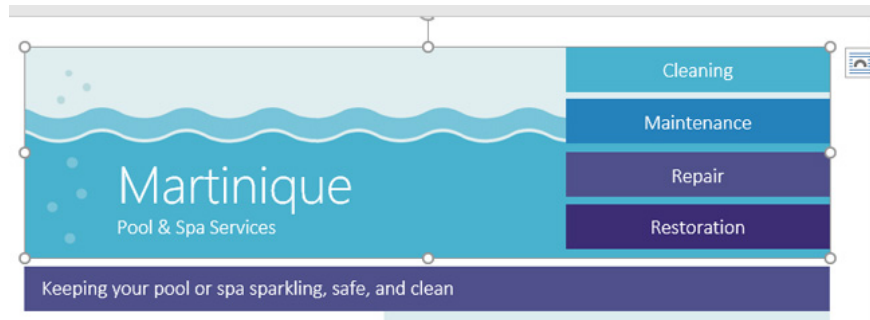 Cleaning
Maintenance
Repair
Restoration
Martinique
Pool & Spa Services
Keeping your pool or spa sparkling, safe, and clean